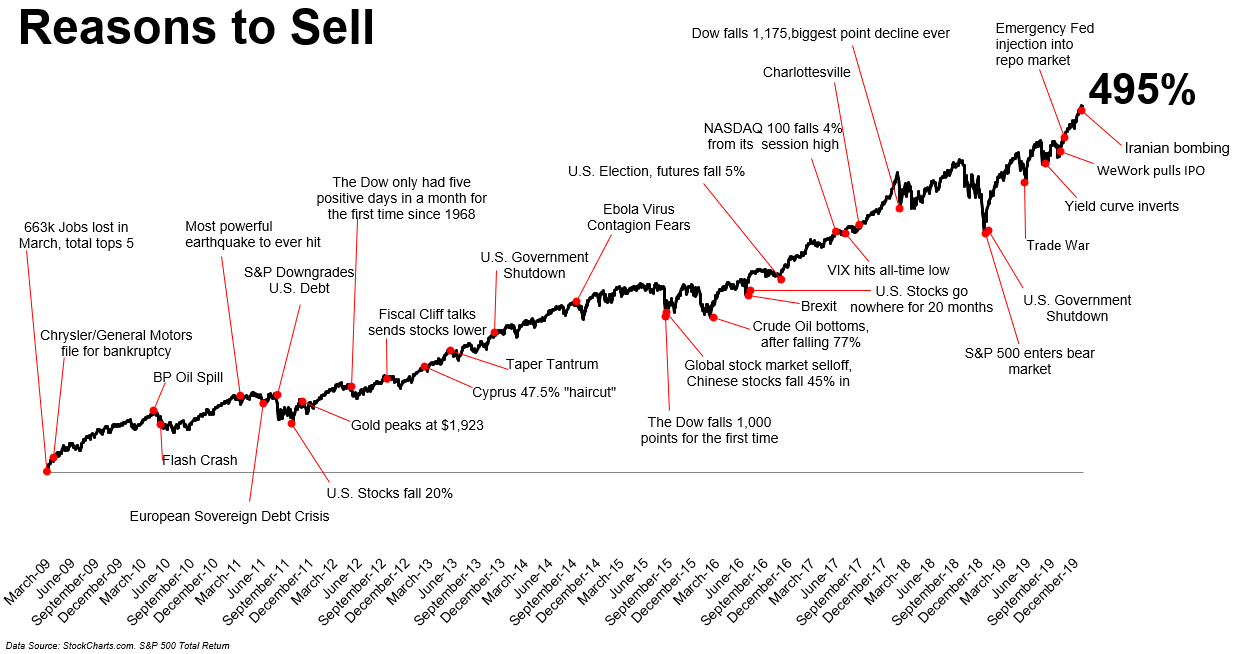 Reasons to Sell
495%
663k Jobs lost in
March, total tops 5
Chrysler/General Motors
file for bankruptcy
BP Oil Spill
Flash Crash
Most powerful
earthquake to ever hit
European Sovereign Debt Crisis
S&P Downgrades
U.S. Debt
U.S. Stocks fall 20%
Gold peaks at $1,923
The Dow only had five
positive days in a month for
the first time since 1968
Fiscal Cliff talks
sends stocks lower
Cyprus 47.5% "haircut"
Taper Tantrum
U.S. Government
Shutdown
Ebola Virus
Contagion Fears
The Dow falls 1,000
points for the first time
Global stock market selloff,
Chinese stocks fall 45% in
Crude Oil bottoms,
after falling 77%
Brexit
U.S. Stocks go
nowhere for 20 months
U.S. Election, futures fall 5%
NASDAQ 100 falls 4%
from its session high
VIX hits all-time low
Charlottesville
Dow falls 1,175,biggest point decline ever
S&P 500 enters bear
market
U.S. Government
Shutdown
Trade War
Yield curve inverts
WeWork pulls IPO
Emergency Fed
injection into
repo market
Iranian bombing
March-09
June-09
September-09
December-09
March-10
June-10
September-10
December-10
March-11
June-11
September-11
December-11
March-12
June-12
September-12
December-12
March-13
June-13
September-13
December-13
March-14
June-14
September-14
December-14
March-15
June-15
September-15
December-15
March-16
June-16
September-16
December-16
March-17
June-17
September-17
December-17
March-18
June-18
September-18
December-18
March-19
June-19
September-19
December-19
Data Source: StockCharts.com. S&P 500 Total Return